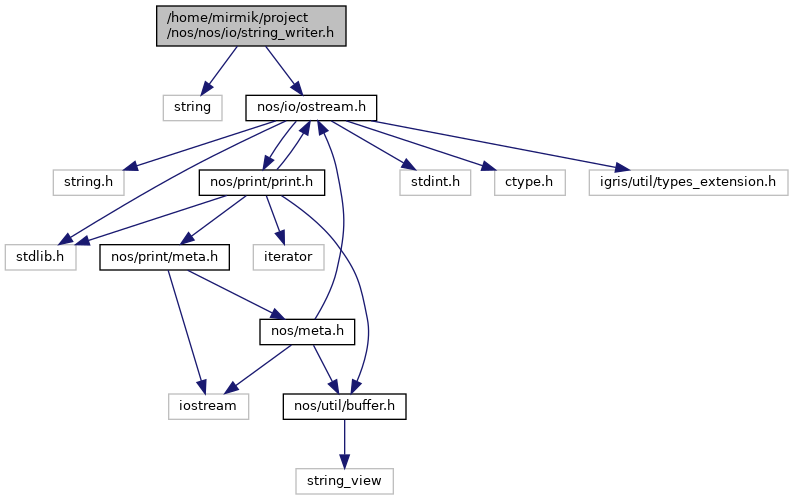 /home/mirmik/project
/nos/nos/io/string_writer.h
string
nos/io/ostream.h
string.h
nos/print/print.h
stdint.h
ctype.h
igris/util/types_extension.h
stdlib.h
nos/print/meta.h
iterator
nos/meta.h
iostream
nos/util/buffer.h
string_view